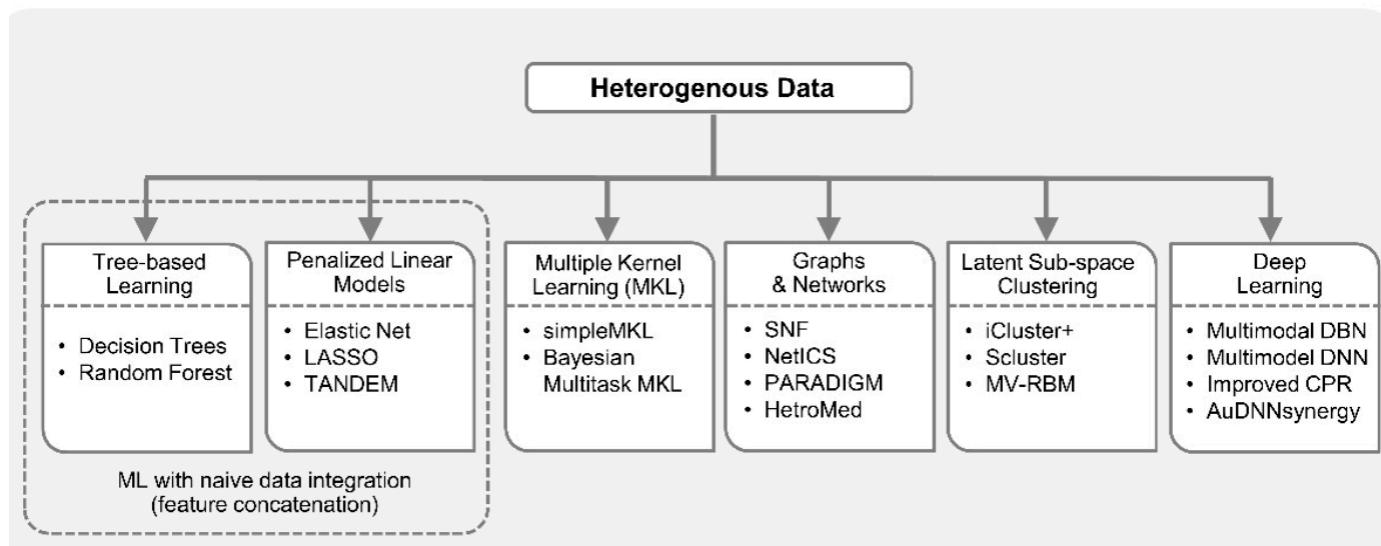 Heterogenous Data
Tree-based
Learning
• Decision Trees
• Random Forest
Penalized Linear
Models
• Elastic Net
• LASSO
• TANDEM
ML with naive data integration
(feature concatenation)
Multiple Kernel
Learning (MKL)
• simpleMKL
• Bayesian
Multitask MKL
Graphs
& Networks
• SNF
• NetICS
• PARADIGM
• HetroMed
Latent Sub-space
Clustering
• iCluster+
• Scluster
• MV-RBM
Deep
Learning
• Multimodal DBN
• Multimodel DNN
• Improved CPR
• AuDNNsynergy